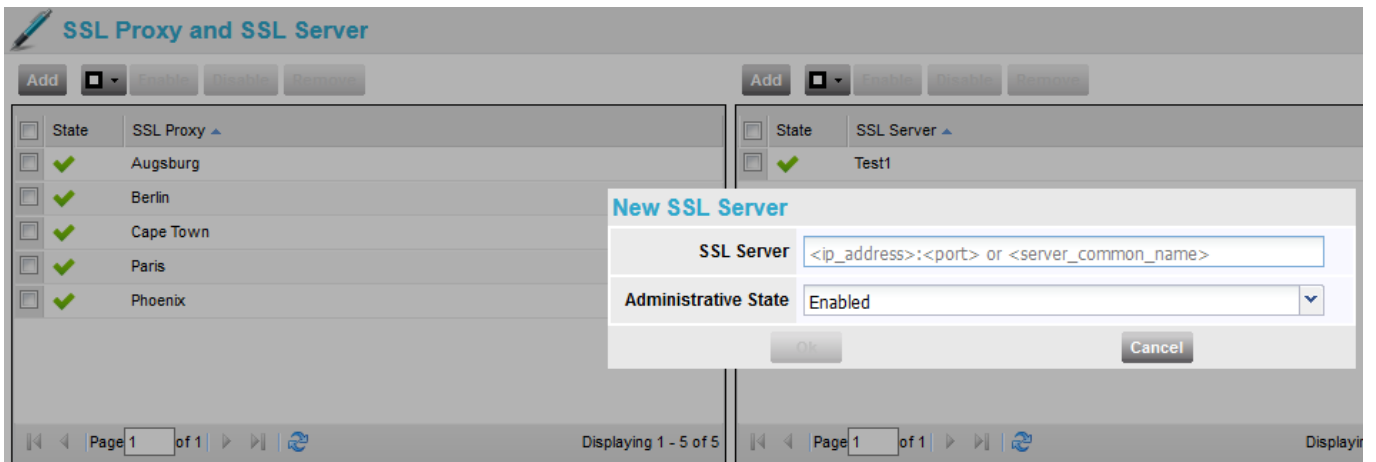 SSL Proxy and SSL Server
Add Enable Disable Remove
Add Enable Disable Remove
State SSL Proxy
Augsburg
Berlin
Cape Town
Paris
Phoenix
Page 1 of 1 Displaying 1 - 5 of 5
State SSL Server
Test1
New SSL Server
SSL Server <ip_address>:<port> or <server_common_name>
Administrative State Enabled
Ok Cancel
Page 1 of 1